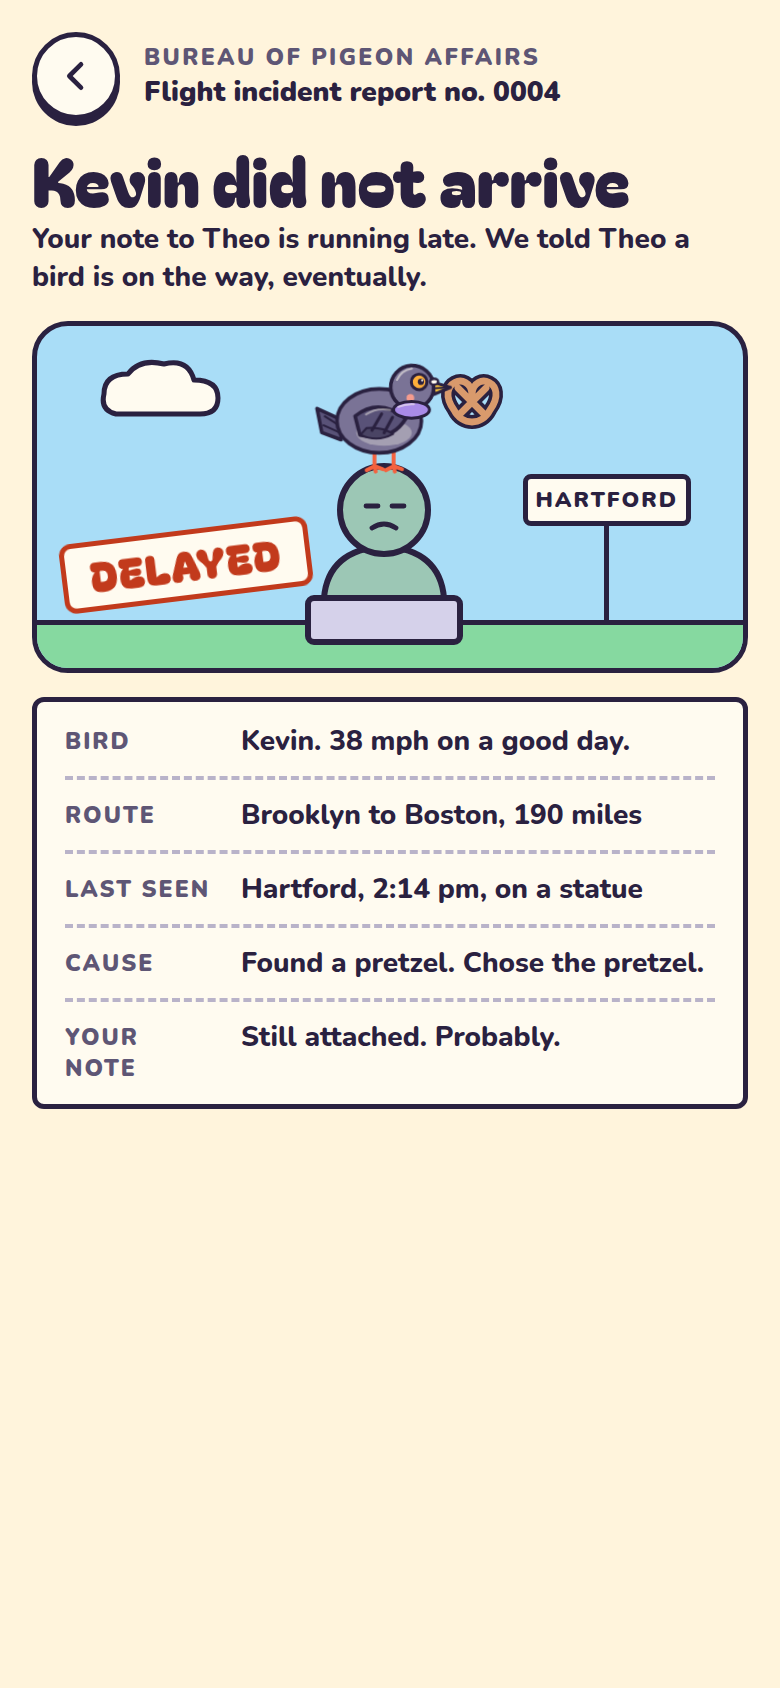 BUREAU OF PIGEON AFFAIRS
Flight incident report no. 0004
Kevin did not arrive
Your note to Theo is running late. We told Theo a
bird is on the way, eventually.
HARTFORD
DELAYED
BIRD Kevin. 38 mph on a good day.
ROUTE Brooklyn to Boston, 190 miles
LAST SEEN Hartford, 2:14 pm, on a statue
CAUSE Found a pretzel. Chose the pretzel.
YOUR NOTE Still attached. Probably.